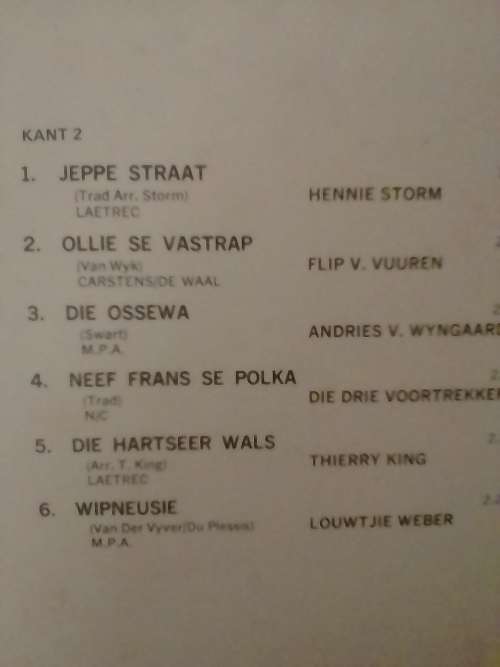 KANT 2
1. JEPPE STRAAT
(Trad Arr. Storm)
LAETREC
HENNIE STORM
2. OLLIE SE VASTRAP
(Van Wyk)
CARSTENS/DE WAAL
FLIP V. VUUREN
3. DIE OSSEWA
(Swart)
M.P.A.
ANDRIES V. WYNGAARD
4. NEEF FRANS SE POLKA
(Trad)
N/C
DIE DRIE VOORTREKKER
5. DIE HARTSEER WALS
(Arr. T. King)
LAETREC
THIERRY KING
6. WIPNEUSIE
(Van Der Vyver/Du Plessis)
M.P.A.
LOUWTJIE WEBER